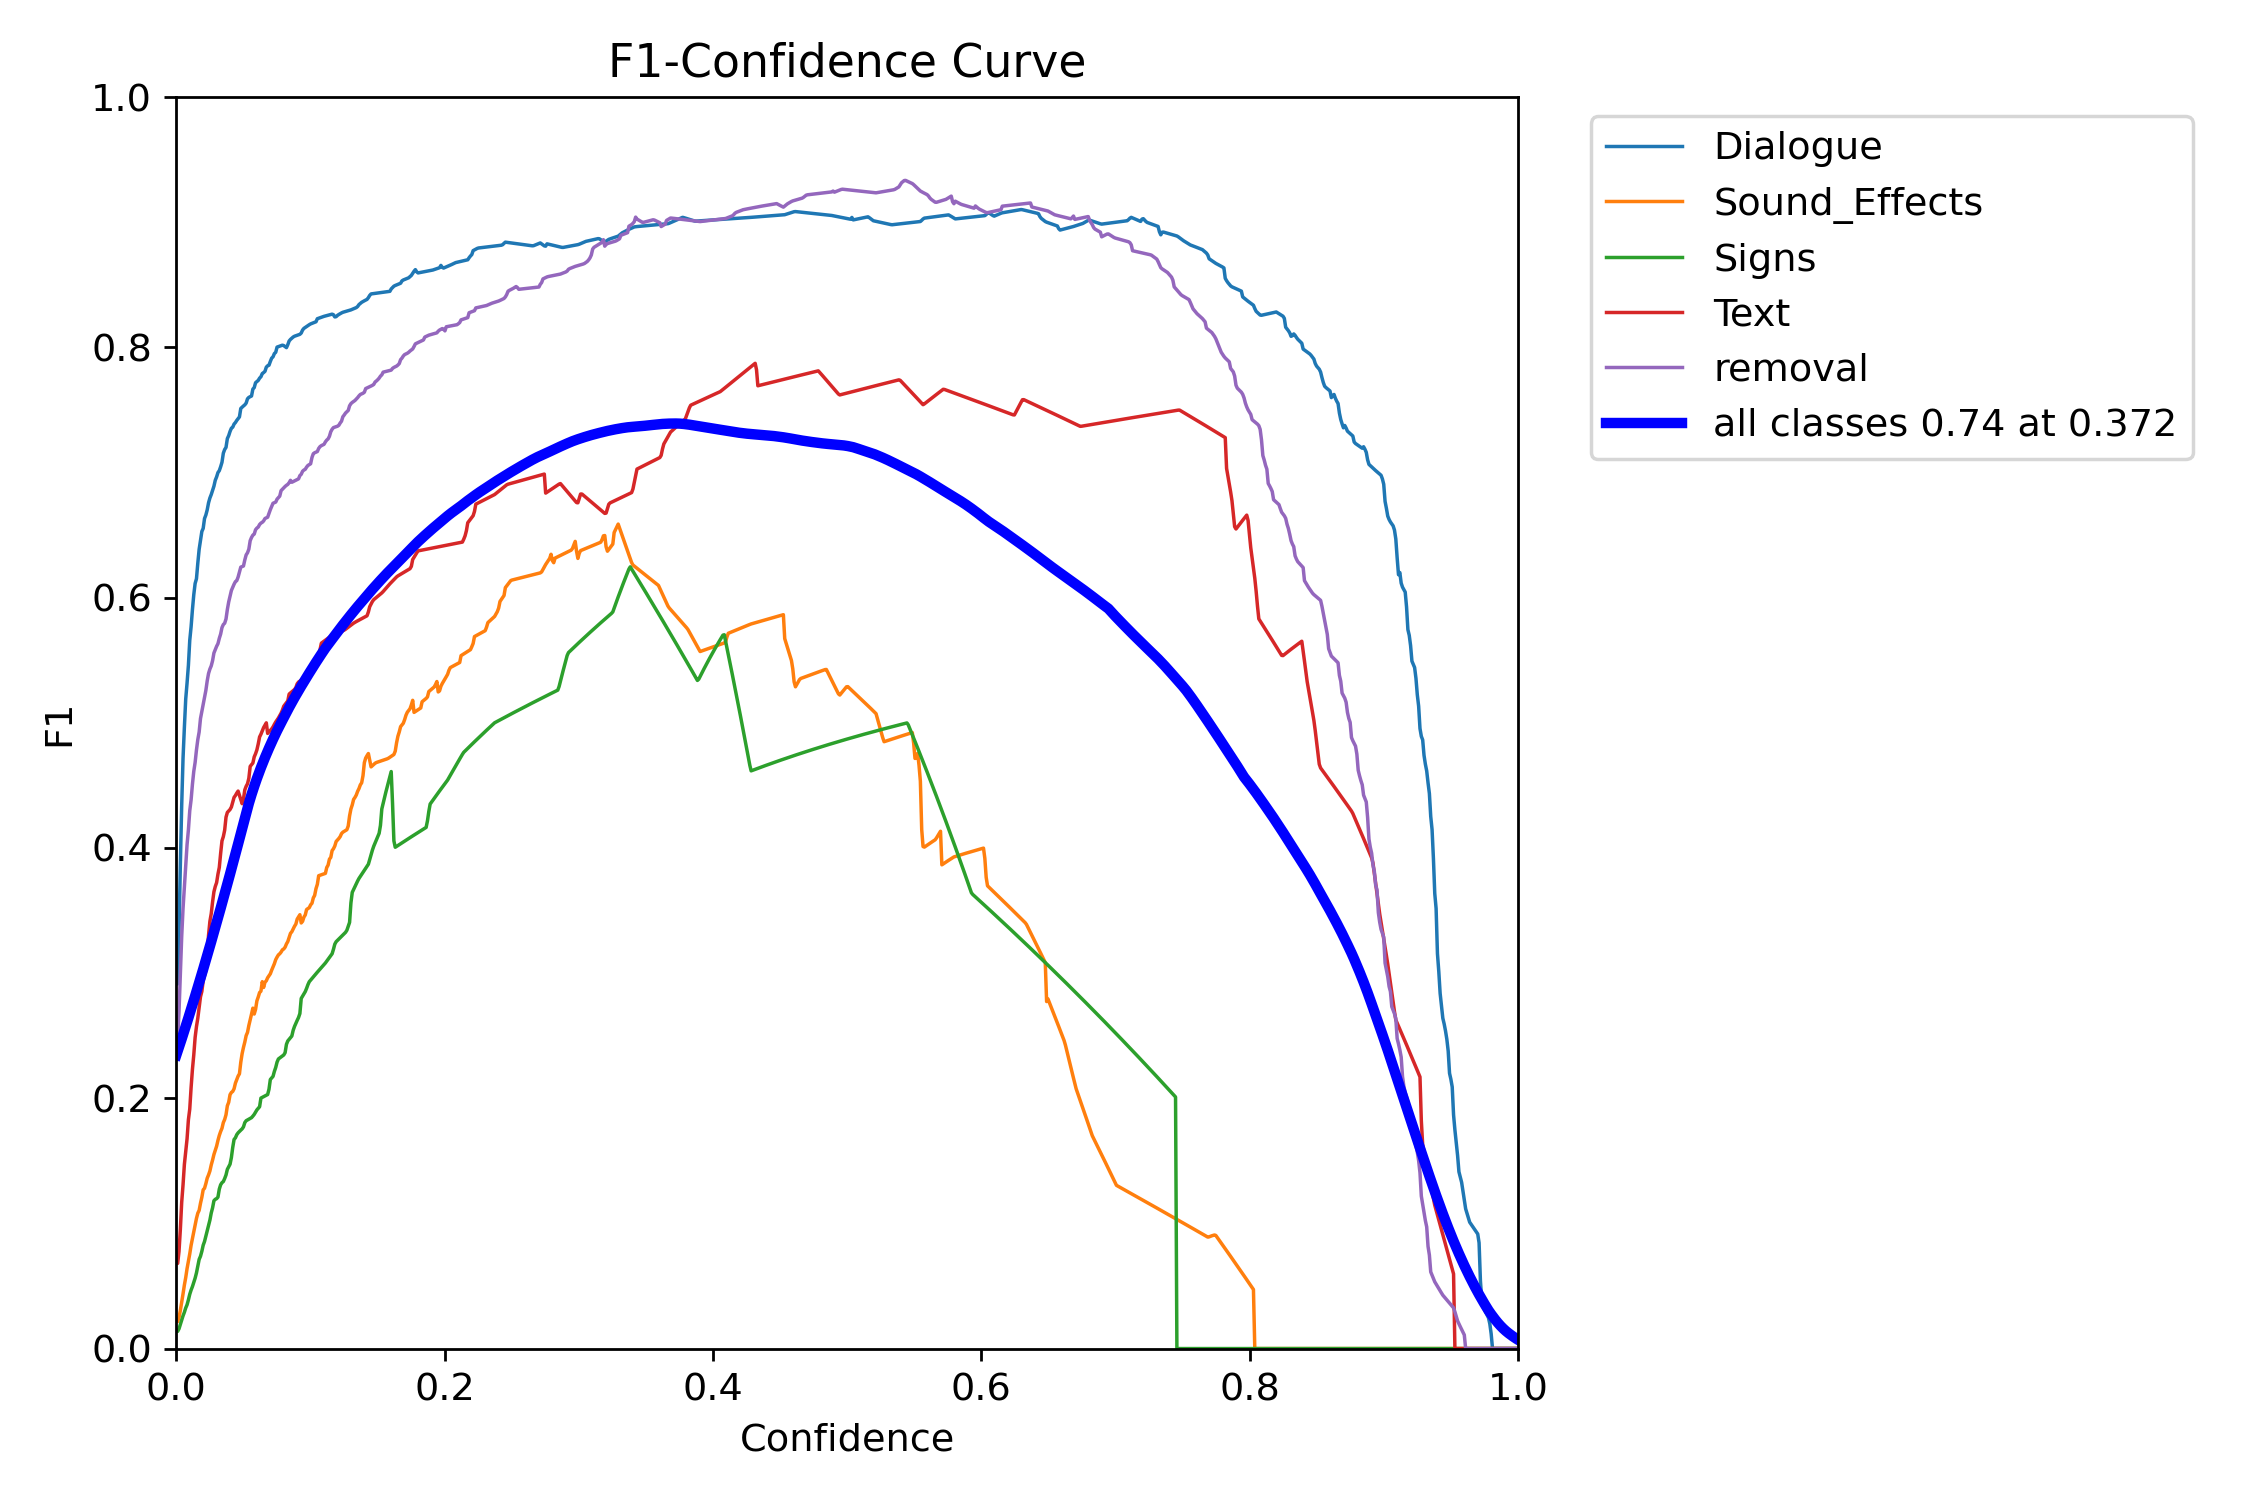 F1-Confidence Curve
1.0
0.8
0.6
0.4
0.2
0.0
F1
0.0 0.2 0.4 0.6 0.8 1.0
Confidence
Dialogue
Sound_Effects
Signs
Text
removal
all classes 0.74 at 0.372